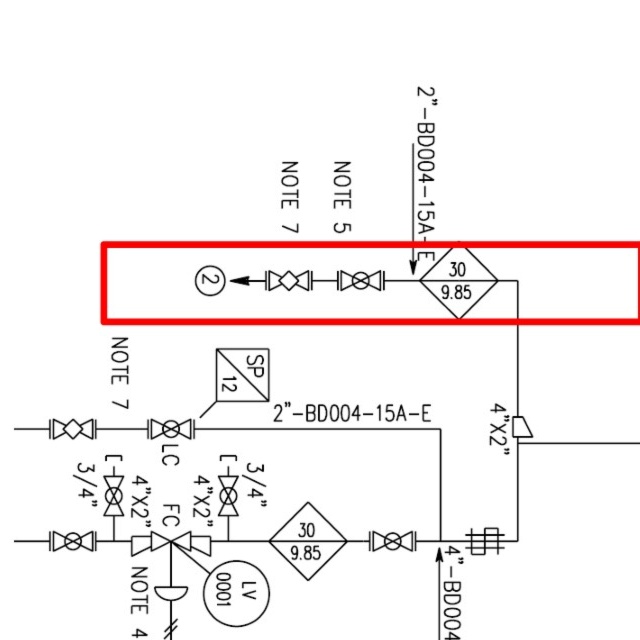 2"-BD004-15A-E
NOTE 7
NOTE 5
30
9.85
2
NOTE 7
SP
12
2"-BD004-15A-E
4"X2"
LC
3/4"
4"X2"
FC
4"X2"
3/4"
30
9.85
NOTE 4
LV
0001
4"-BD004